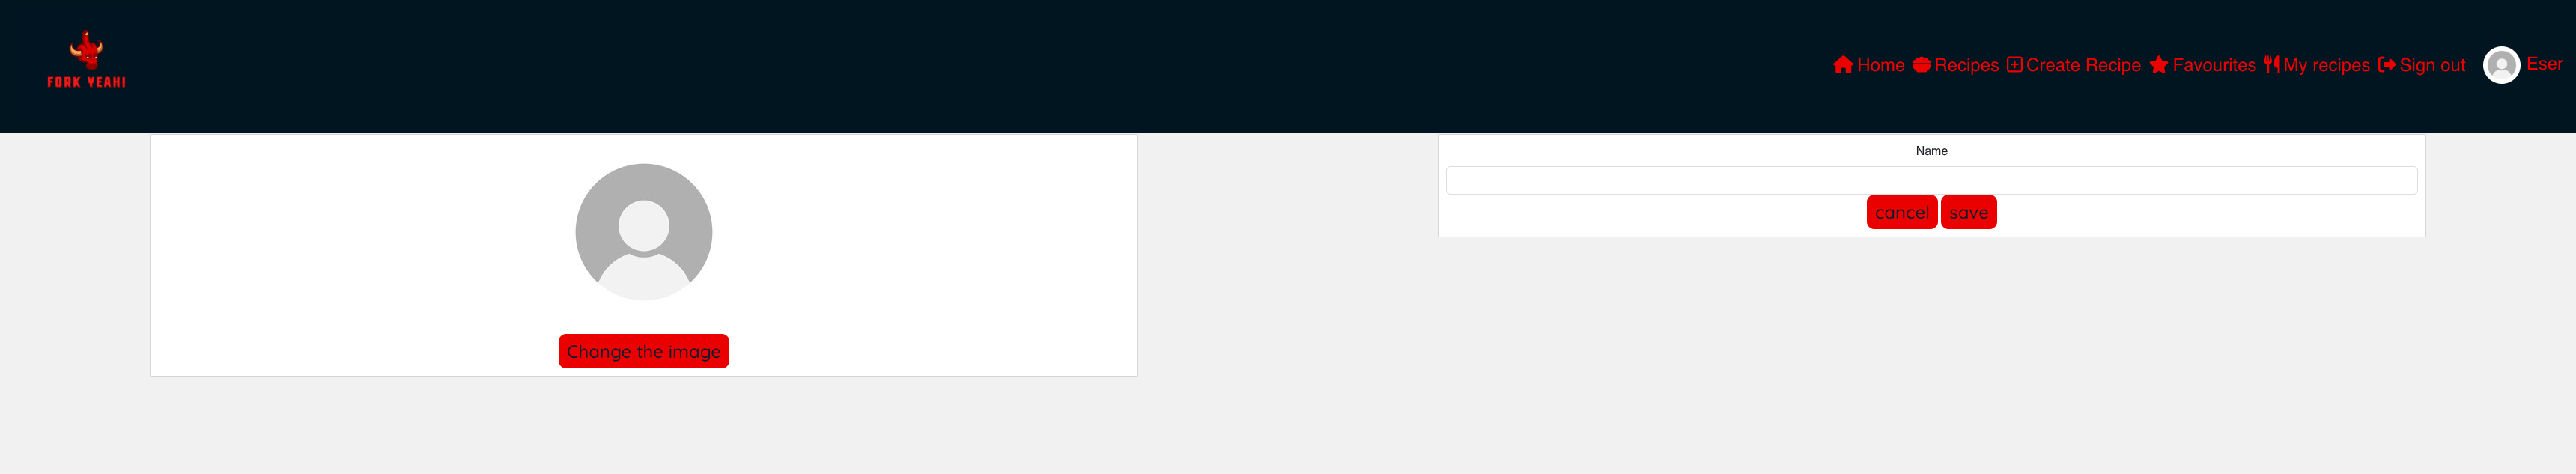 FORK YEAH!
Home Recipes Create Recipe Favourites My recipes Sign out Eser
Name
cancel save
Change the image